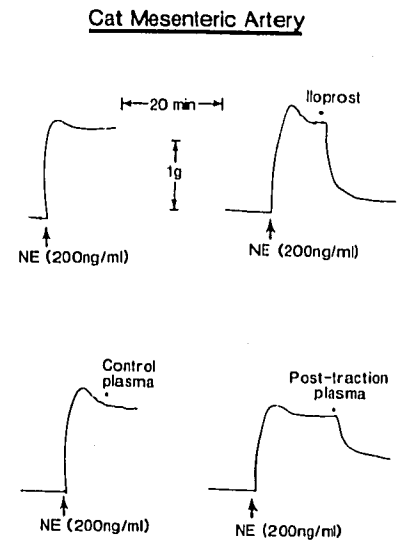 Cat Mesenteric Artery
20 min
Iloprost
1g
NE (200ng/ml)
NE (200ng/ml)
Control
plasma
Post-traction
plasma
NE (200ng/ml)
NE (200ng/ml)